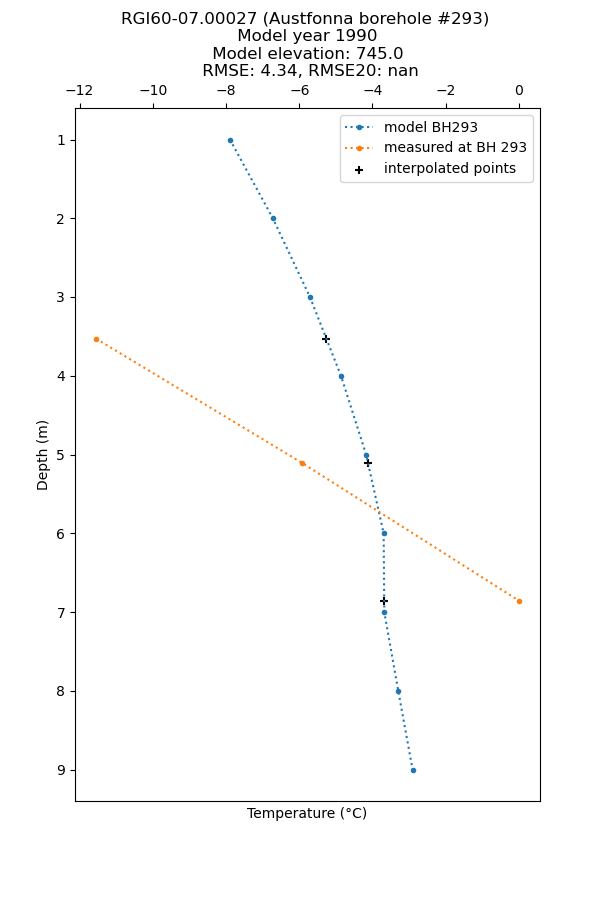 RGI60-07.00027 (Austfonna borehole #293)
Model year 1990
Model elevation: 745.0
RMSE: 4.34, RMSE20: nan
−12 −10 −8 −6 −4 −2 0
model BH293
measured at BH 293
interpolated points
1
2
3
4
5
6
7
8
9
Depth (m)
Temperature (°C)